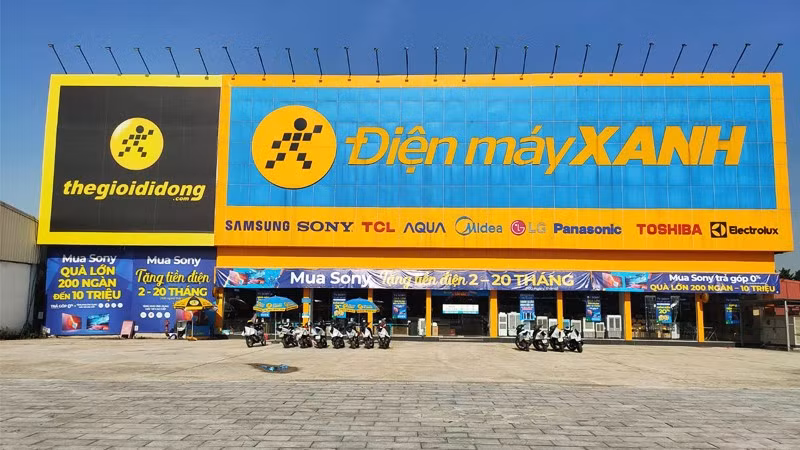 thegioididong
.com
Điện máyXANH
SAMSUNG SONY TCL AQUA Midea LG Panasonic TOSHIBA Electrolux
Mua Sony
QUÀ LỚN
200 NGÀN
ĐẾN 10 TRIỆU
Mua Sony
Tặng tiền điện
2 - 20 THÁNG
Mua Sony Tặng tiền điện 2 - 20 THÁNG
Mua Sony trả góp 0%
QUÀ LỚN 200 NGÀN - 10 TRIỆU